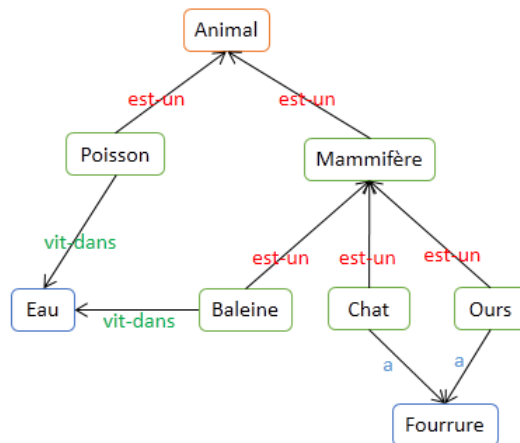 Animal
est-un
est-un
Poisson
Mammifère
vit-dans
est-un
est-un
est-un
Eau
vit-dans
Baleine
Chat
Ours
a
a
Fourrure